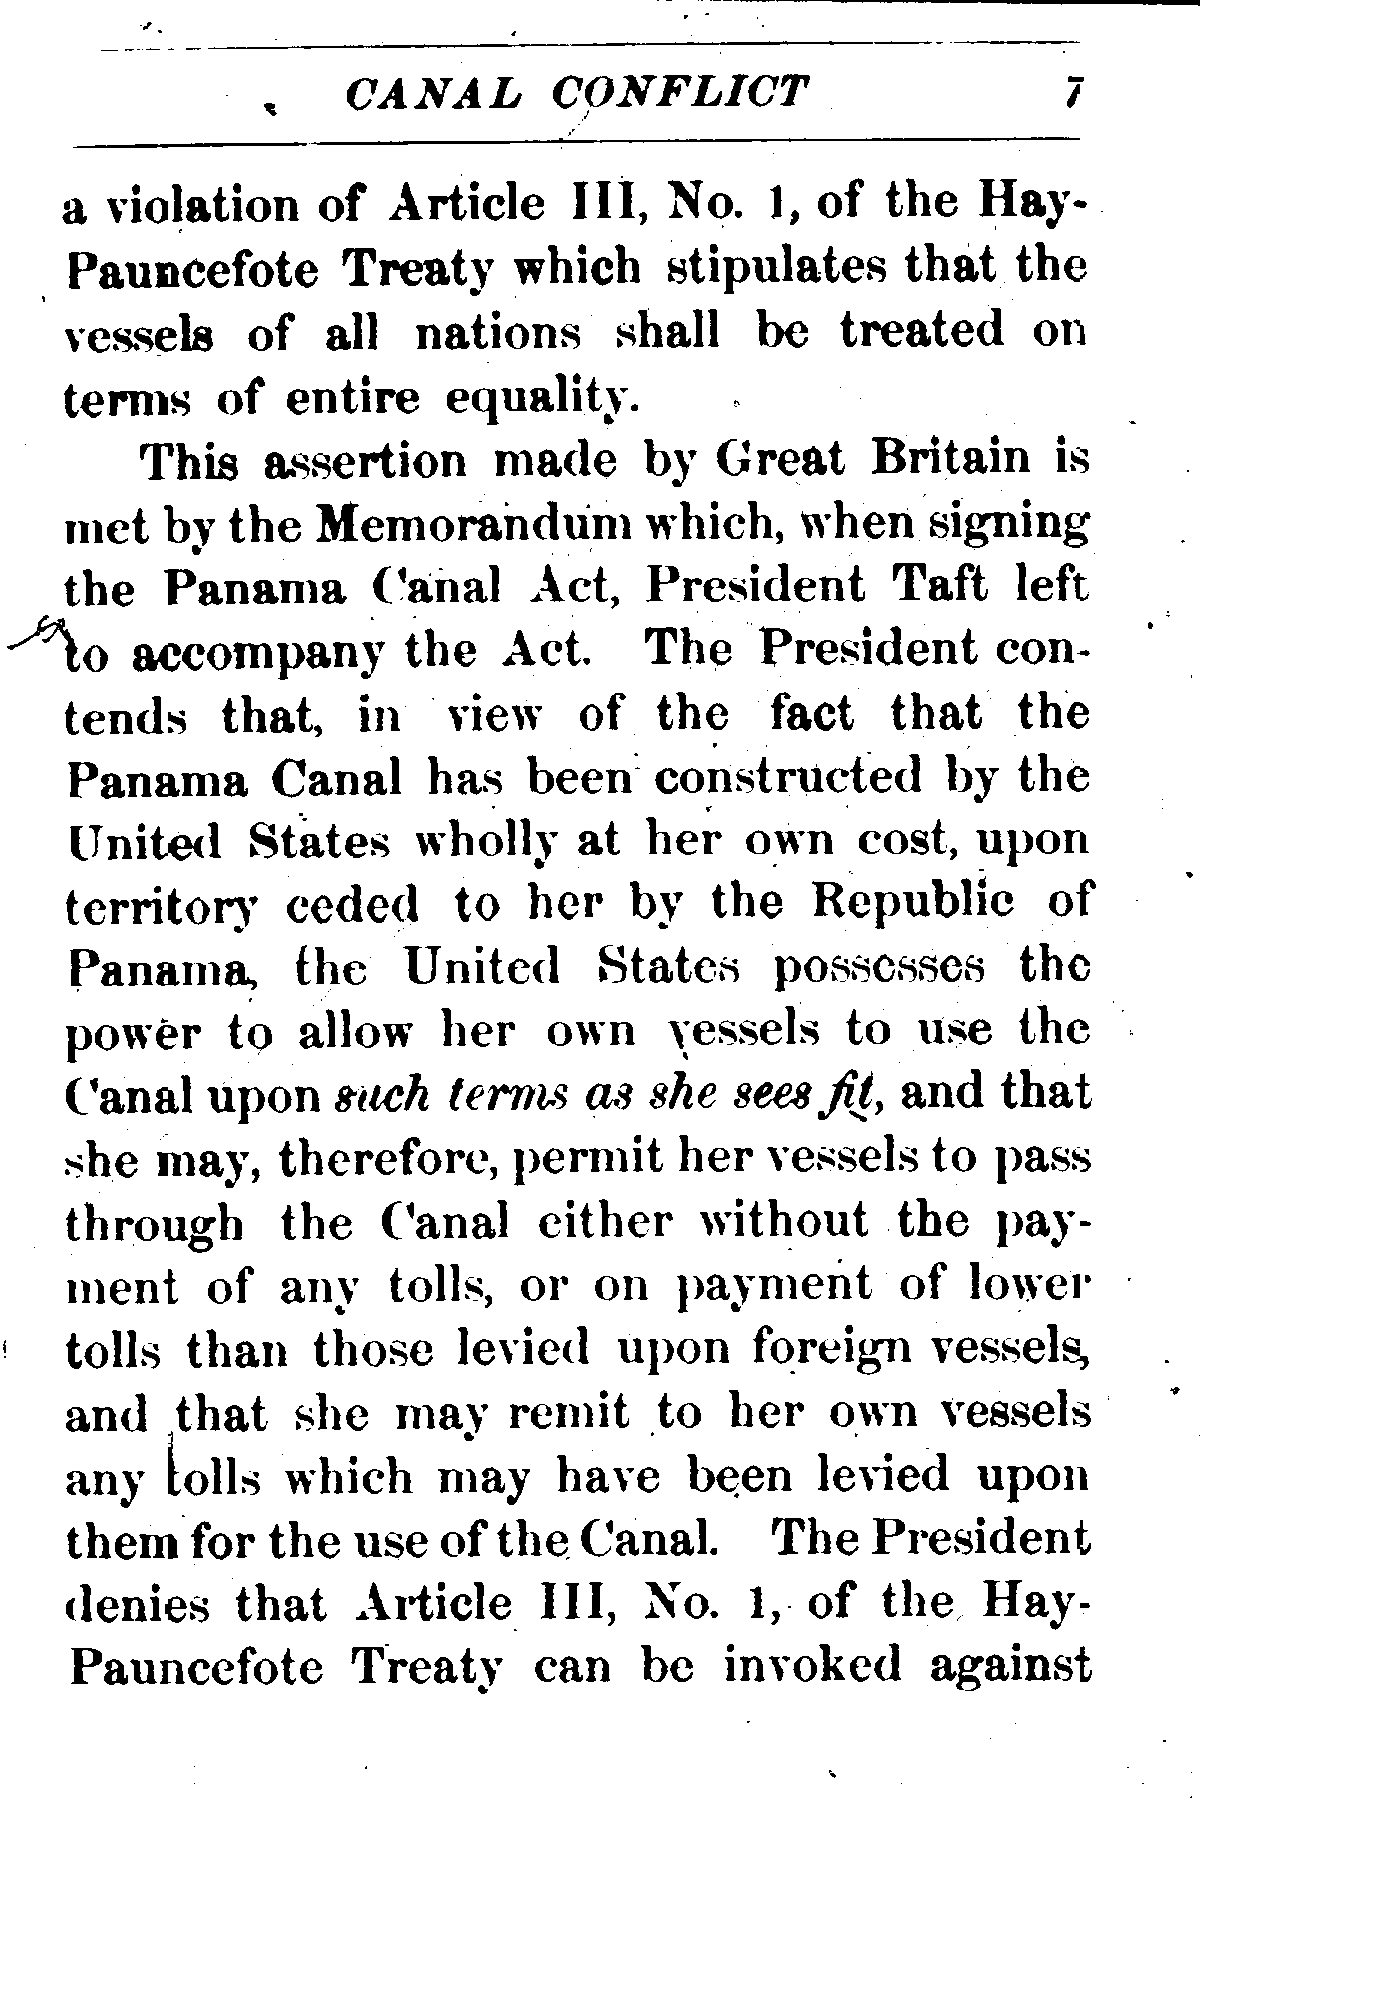 CANAL CONFLICT 7
a violation of Article III, No. 1, of the Hay-
Pauncefote Treaty which stipulates that the
vessels of all nations shall be treated on
terms of entire equality.
This assertion made by Great Britain is
met by the Memorandum which, when signing
the Panama Canal Act, President Taft left
to accompany the Act. The President con-
tends that, in view of the fact that the
Panama Canal has been constructed by the
United States wholly at her own cost, upon
territory ceded to her by the Republic of
Panama, the United States possesses the
power to allow her own vessels to use the
Canal upon such terms as she sees fit, and that
she may, therefore, permit her vessels to pass
through the Canal either without the pay-
ment of any tolls, or on payment of lower
tolls than those levied upon foreign vessels,
and that she may remit to her own vessels
any tolls which may have been levied upon
them for the use of the Canal. The President
denies that Article III, No. 1, of the Hay-
Pauncefote Treaty can be invoked against